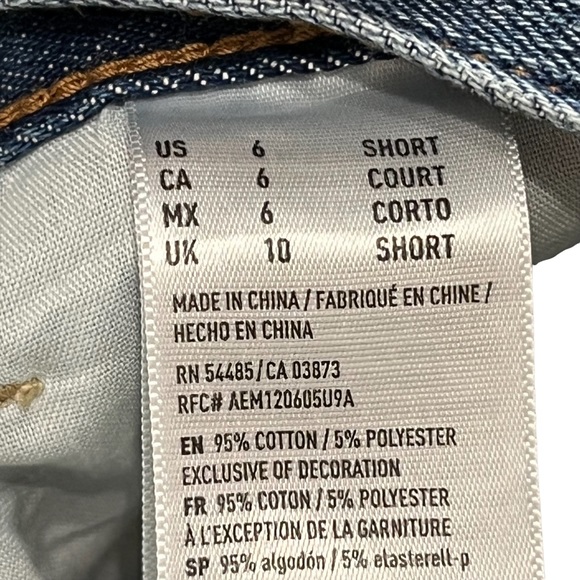 US 6 SHORT
CA 6 COURT
MX 6 CORTO
UK 10 SHORT
MADE IN CHINA / FABRIQUÉ EN CHINE /
HECHO EN CHINA
RN 54485 / CA 03873
RFC# AEM120605U9A
EN 95% COTTON / 5% POLYESTER
EXCLUSIVE OF DECORATION
FR 95% COTON / 5% POLYESTER
À L'EXCEPTION DE LA GARNITURE
SP 95% algodón / 5% elasterell-p